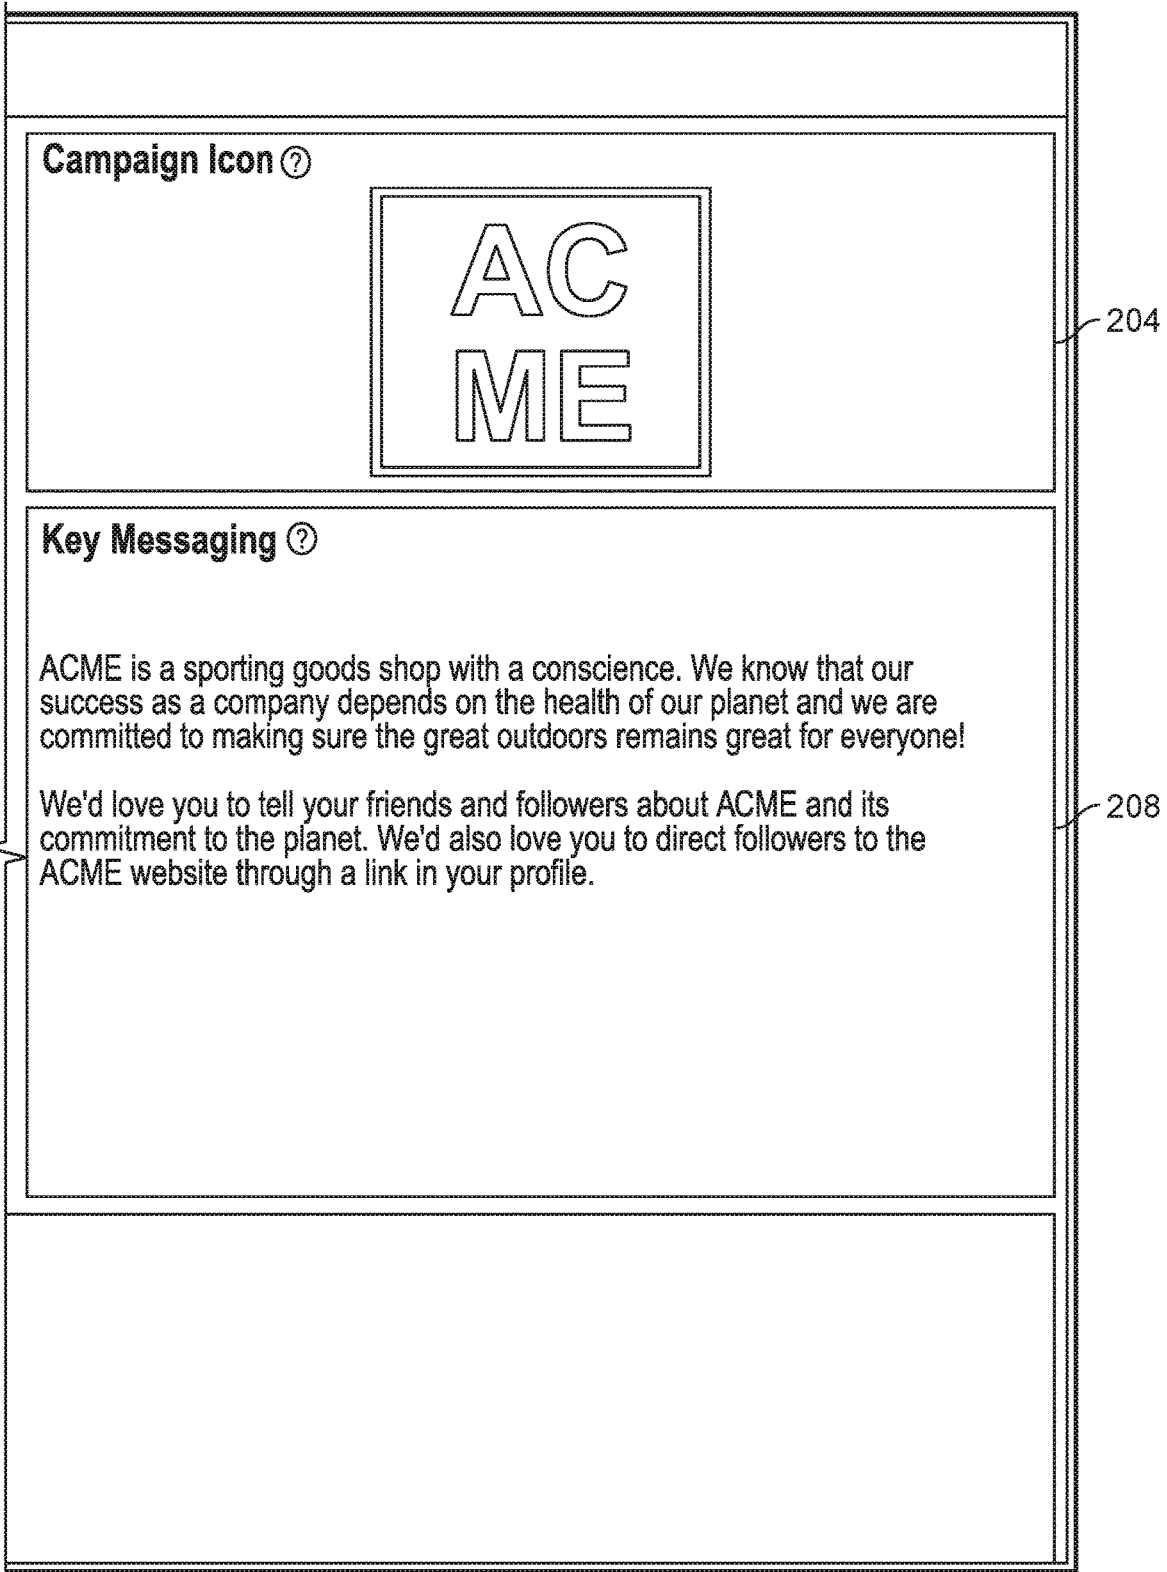 Campaign Icon ?
AC
ME
204
Key Messaging ?
ACME is a sporting goods shop with a conscience. We know that our
success as a company depends on the health of our planet and we are
committed to making sure the great outdoors remains great for everyone!
We'd love you to tell your friends and followers about ACME and its
commitment to the planet. We'd also love you to direct followers to the
ACME website through a link in your profile.
208